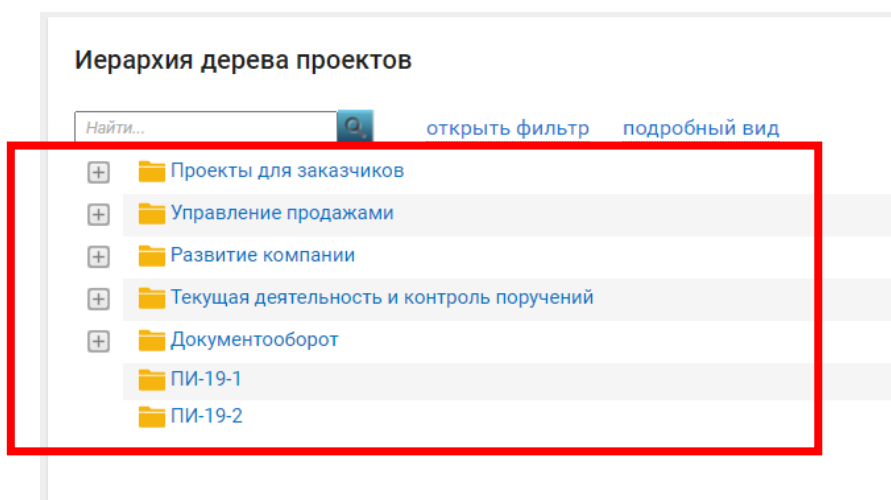 Иерархия дерева проектов
Найти... открыть фильтр подробный вид
Проекты для заказчиков
Управление продажами
Развитие компании
Текущая деятельность и контроль поручений
Документооборот
ПИ-19-1
ПИ-19-2